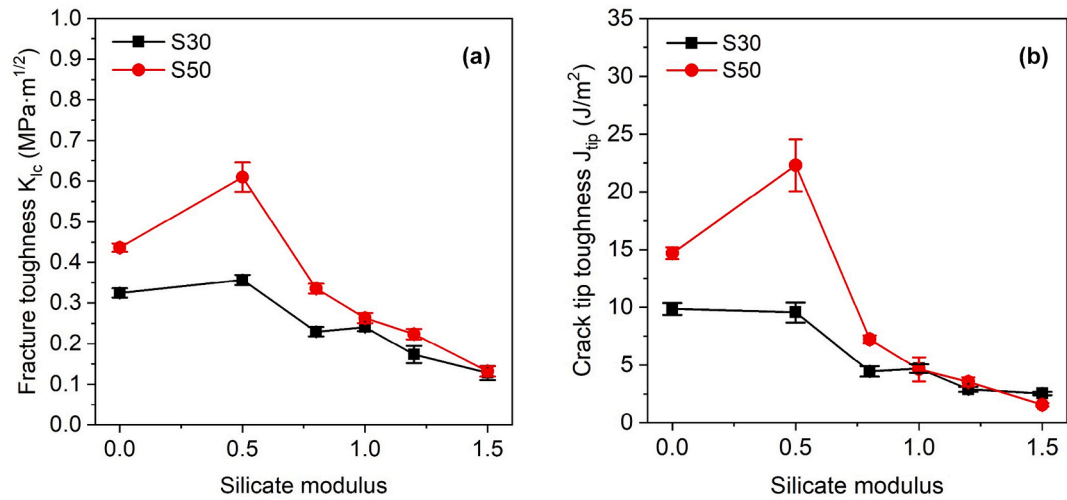 (a)
S30
S50
Fracture toughness K_Ic (MPa·m^1/2)
1.0
0.9
0.8
0.7
0.6
0.5
0.4
0.3
0.2
0.1
0.0
0.0 0.5 1.0 1.5
Silicate modulus
(b)
S30
S50
Crack tip toughness J_tip (J/m^2)
35
30
25
20
15
10
5
0
0.0 0.5 1.0 1.5
Silicate modulus